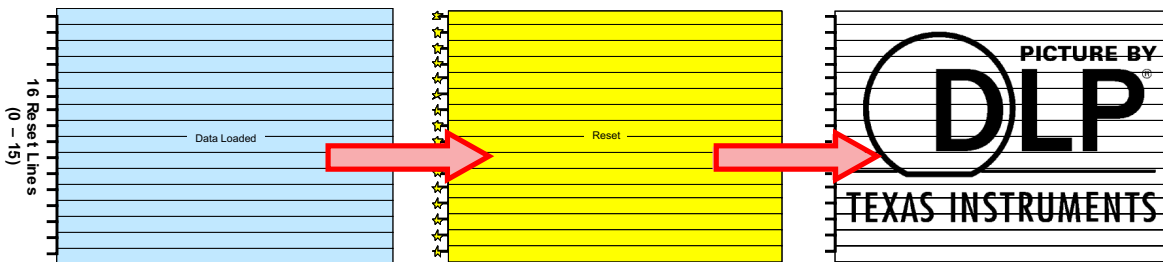 16 Reset Lines
(0 – 15)
Data Loaded
Reset
PICTURE BY
DLP®
TEXAS INSTRUMENTS